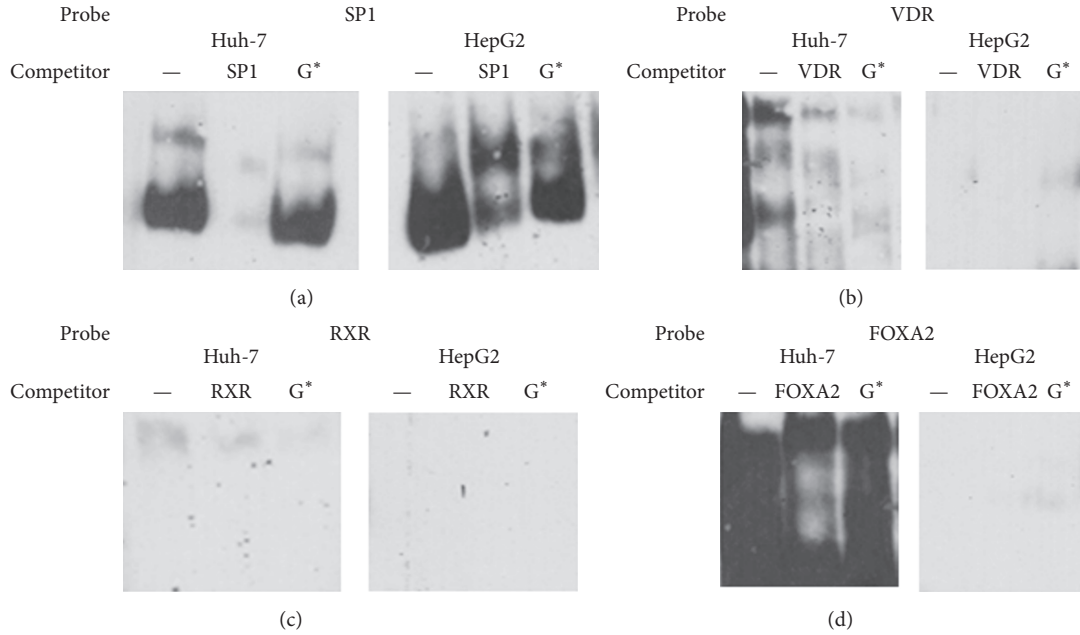 Probe SP1
Huh-7 HepG2
Competitor — SP1 G* — SP1 G*
(a)
Probe VDR
Huh-7 HepG2
Competitor — VDR G* — VDR G*
(b)
Probe RXR
Huh-7 HepG2
Competitor — RXR G* — RXR G*
(c)
Probe FOXA2
Huh-7 HepG2
Competitor — FOXA2 G* — FOXA2 G*
(d)